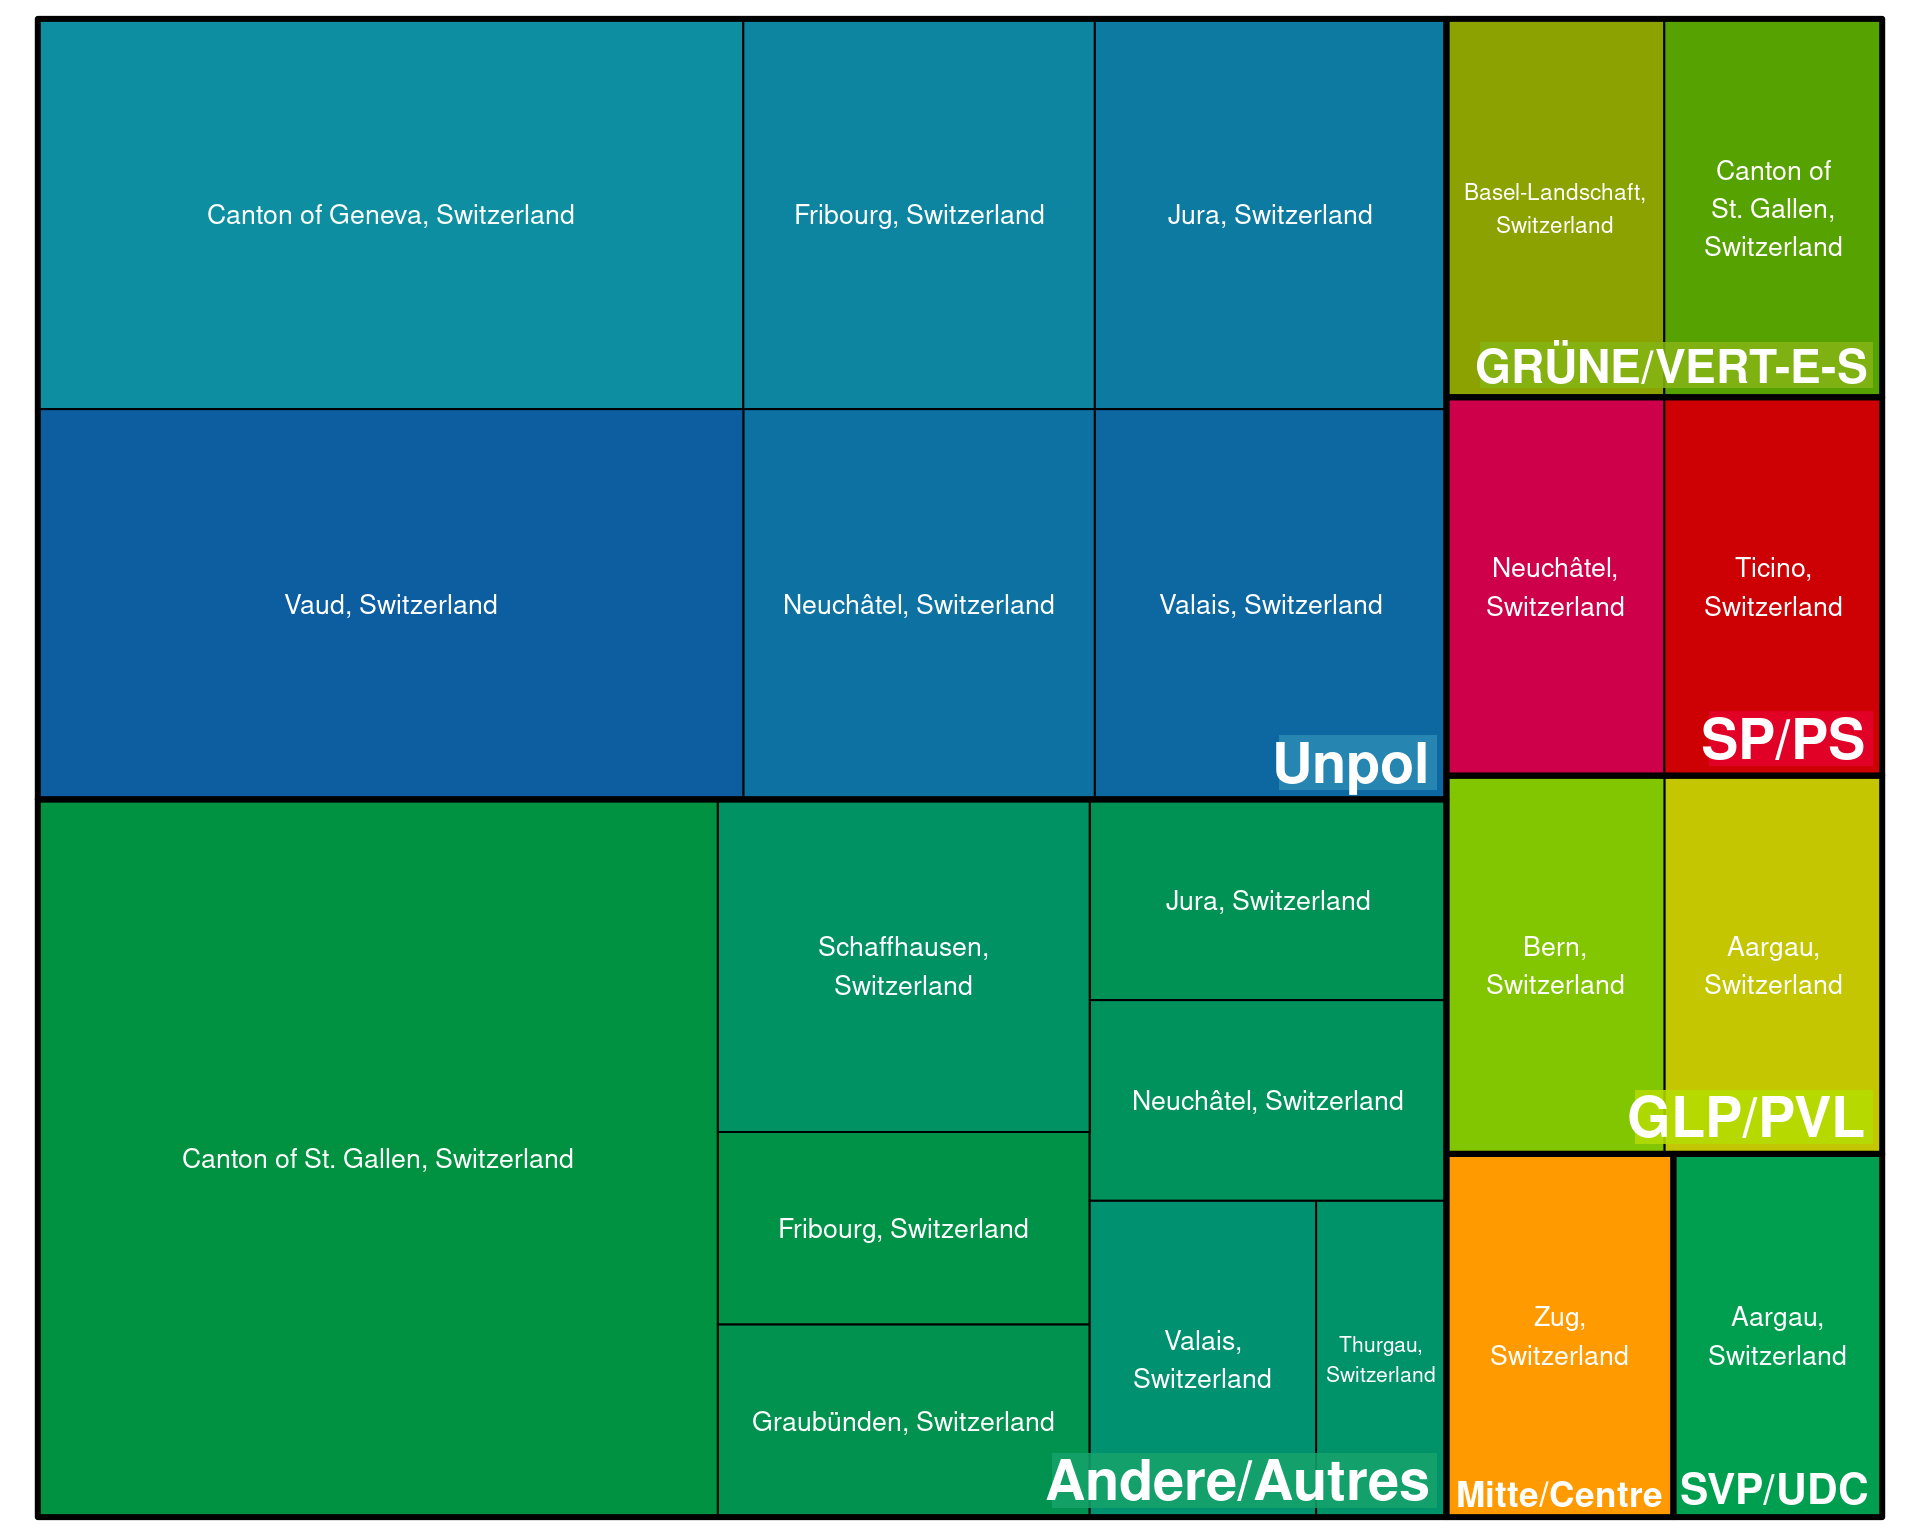 Canton of Geneva, Switzerland
Fribourg, Switzerland
Jura, Switzerland
Vaud, Switzerland
Neuchâtel, Switzerland
Valais, Switzerland
Unpol
Canton of St. Gallen, Switzerland
Schaffhausen,
Switzerland
Fribourg, Switzerland
Graubünden, Switzerland
Jura, Switzerland
Neuchâtel, Switzerland
Valais,
Switzerland
Thurgau,
Switzerland
Andere/Autres
Basel-Landschaft,
Switzerland
Canton of
St. Gallen,
Switzerland
GRÜNE/VERT-E-S
Neuchâtel,
Switzerland
Ticino,
Switzerland
SP/PS
Bern,
Switzerland
Aargau,
Switzerland
GLP/PVL
Zug,
Switzerland
Mitte/Centre
Aargau,
Switzerland
SVP/UDC